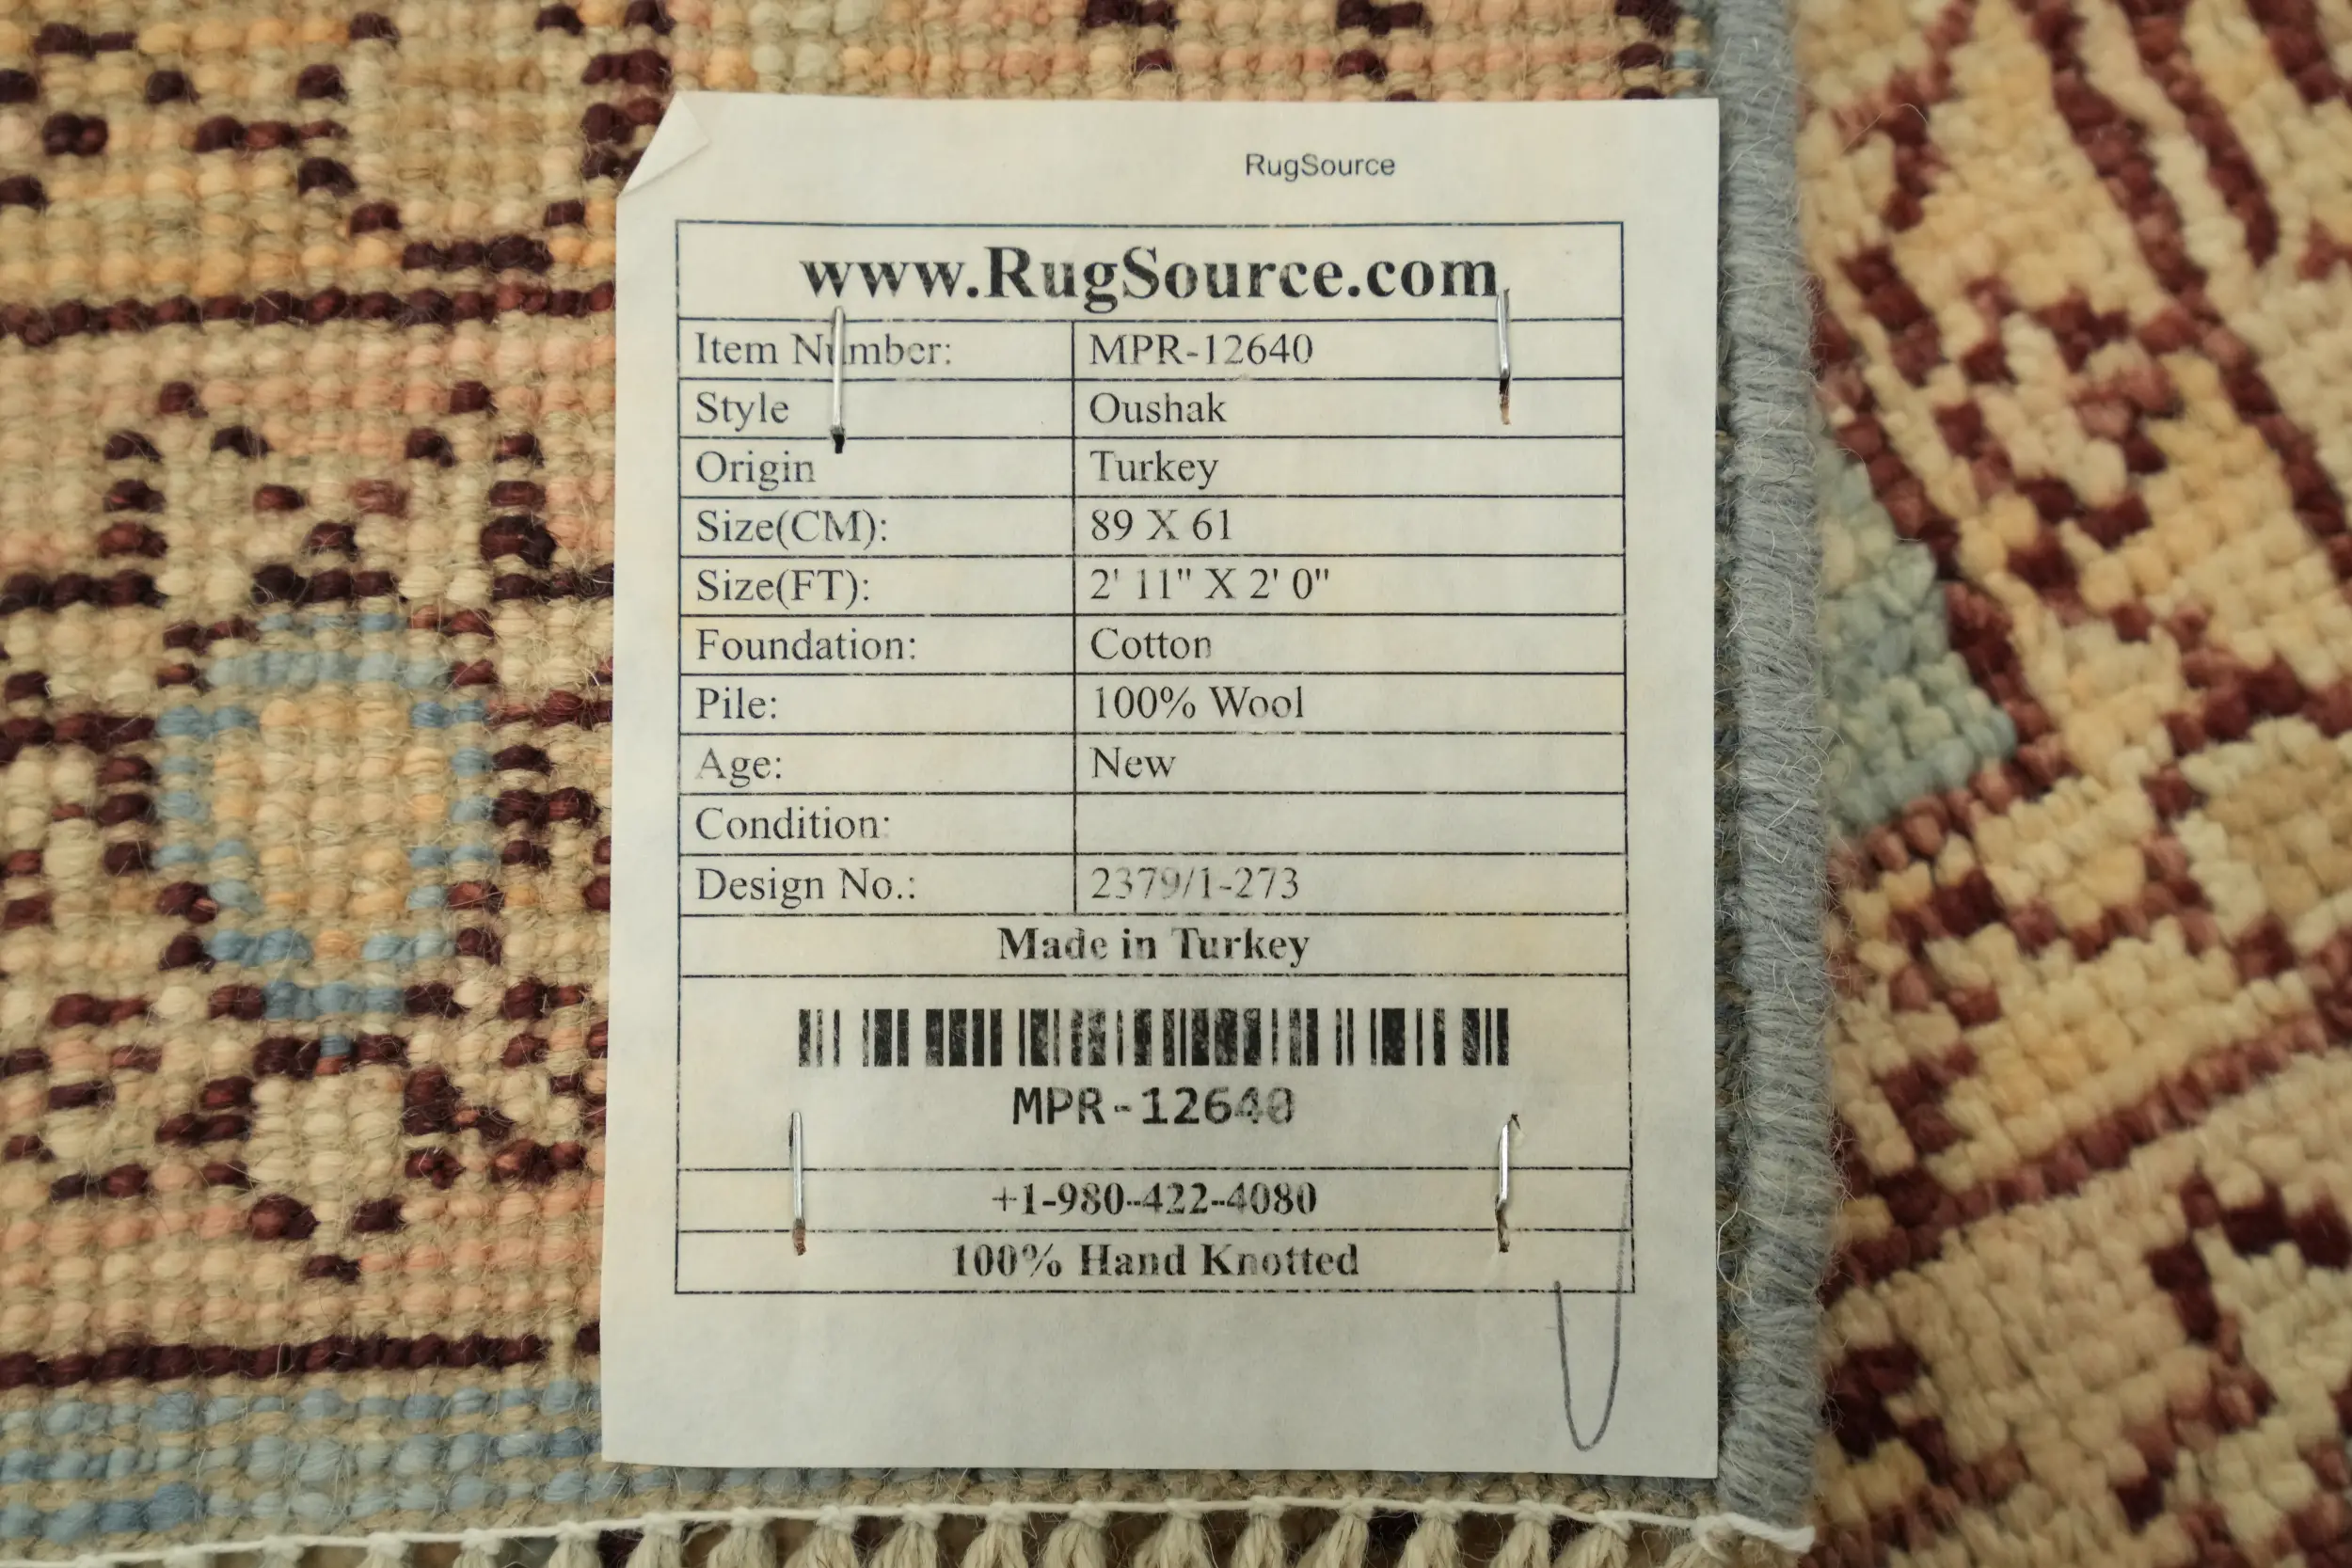 RugSource
www.RugSource.com
Item Number: MPR-12640
Style Oushak
Origin Turkey
Size(CM): 89 X 61
Size(FT): 2' 11" X 2' 0"
Foundation: Cotton
Pile: 100% Wool
Age: New
Condition:
Design No.: 2379/1-273
Made in Turkey
MPR-12640
+1-980-422-4080
100% Hand Knotted